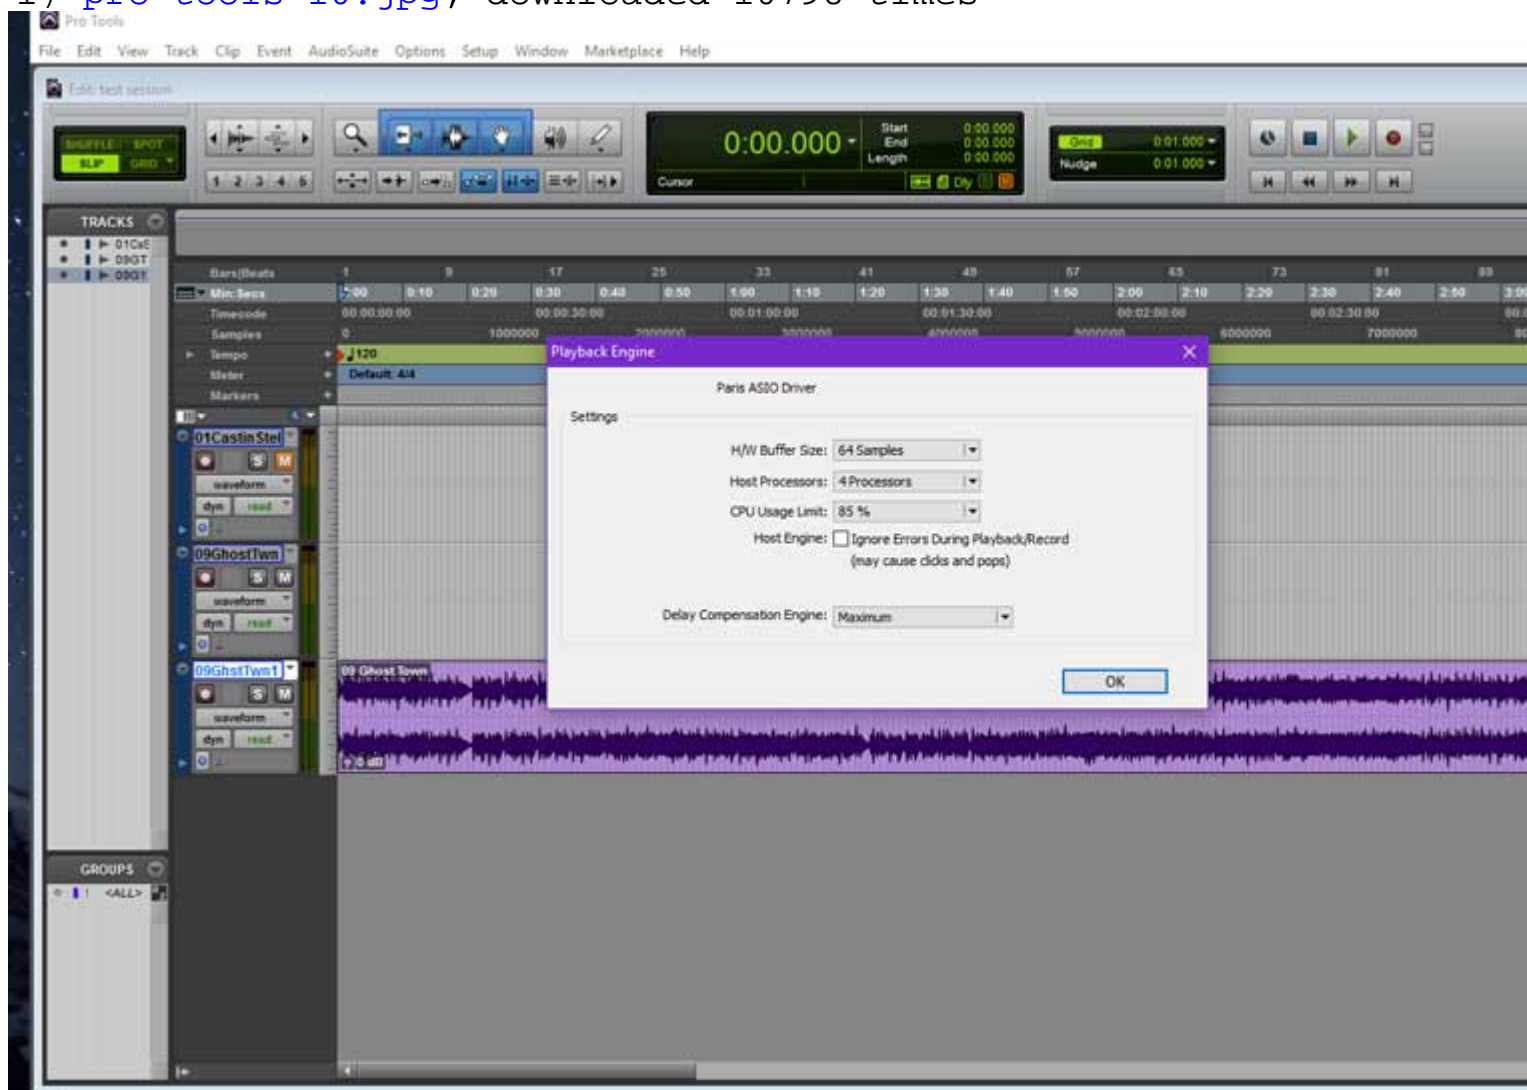 Pro Tools
File Edit View Track Clip Event AudioSuite Options Setup Window Marketplace Help
Edit: test session
SHUFFLE SPOT
SLIP GRID
1 2 3 4 5
0:00.000
Start 0:00.000
End 0:00.000
Length 0:00.000
Cursor
Dly
Grid 0:01.000
Nudge 0:01.000
TRACKS
01CsS
09GT
09G1
Bars|Beats 1 9 17 25 33 41 49 57 65 73 81 89
Min:Secs 0:00 0:10 0:20 0:30 0:40 0:50 1:00 1:10 1:20 1:30 1:40 1:50 2:00 2:10 2:20 2:30 2:40 2:50 3:00
Timecode 00:00:00:00 00:00:30:00 00:01:00:00 00:01:30:00 00:02:00:00 00:02:30:00
Samples 0 1000000 2000000 3000000 4000000 5000000 6000000 7000000
Tempo 120
Meter Default: 4/4
Markers
Playback Engine
Paris ASIO Driver
Settings
H/W Buffer Size: 64 Samples
Host Processors: 4 Processors
CPU Usage Limit: 85 %
Host Engine: Ignore Errors During Playback/Record
(may cause clicks and pops)
Delay Compensation Engine: Maximum
OK
01CastinStel
S M
waveform
dyn read
09GhostTwn
S M
waveform
dyn read
09GhstTwn1
S M
waveform
dyn read
09 Ghost Town
0 dB
GROUPS
! <ALL>